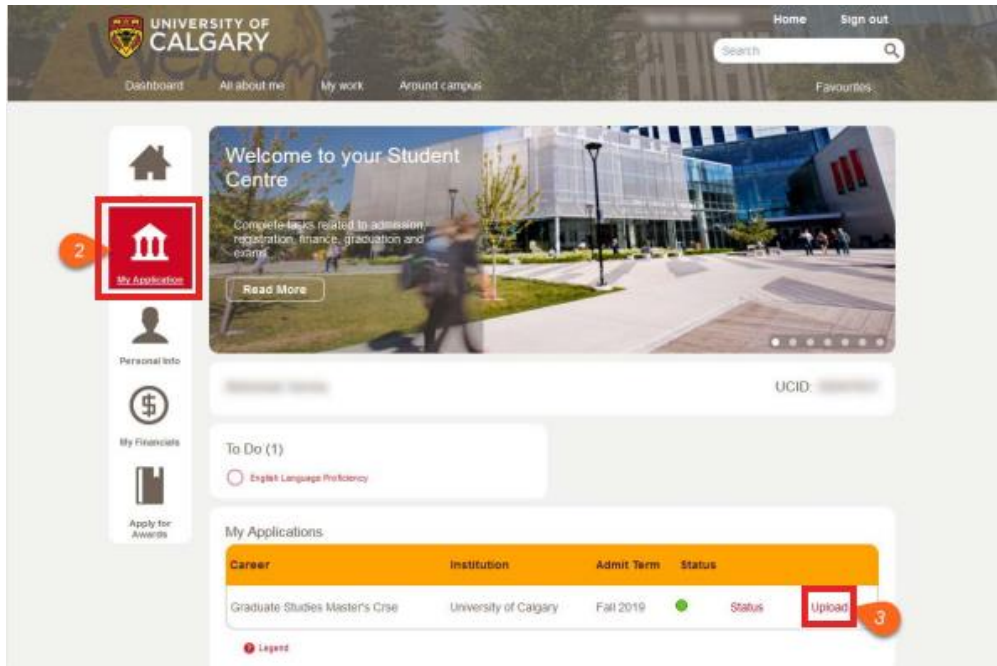 UNIVERSITY OF
CALGARY
Welcom
Home Sign out
Search
Dashboard All about me My work Around campus Favourites
Welcome to your Student
Centre
Complete tasks related to admission,
registration, finance, graduation and
exams.
Read More
2
My Application
Personal Info
My Financials
Apply for
Awards
UCID:
To Do (1)
English Language Proficiency
My Applications
Career Institution Admit Term Status
Graduate Studies Master's Crse University of Calgary Fall 2019 Status Upload
3
? Legend